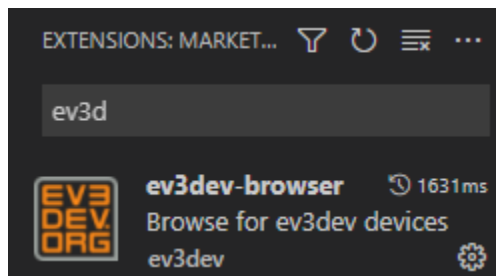 EXTENSIONS: MARKET...
ev3d
EV3
DEV.
ORG
ev3dev-browser 1631ms
Browse for ev3dev devices
ev3dev